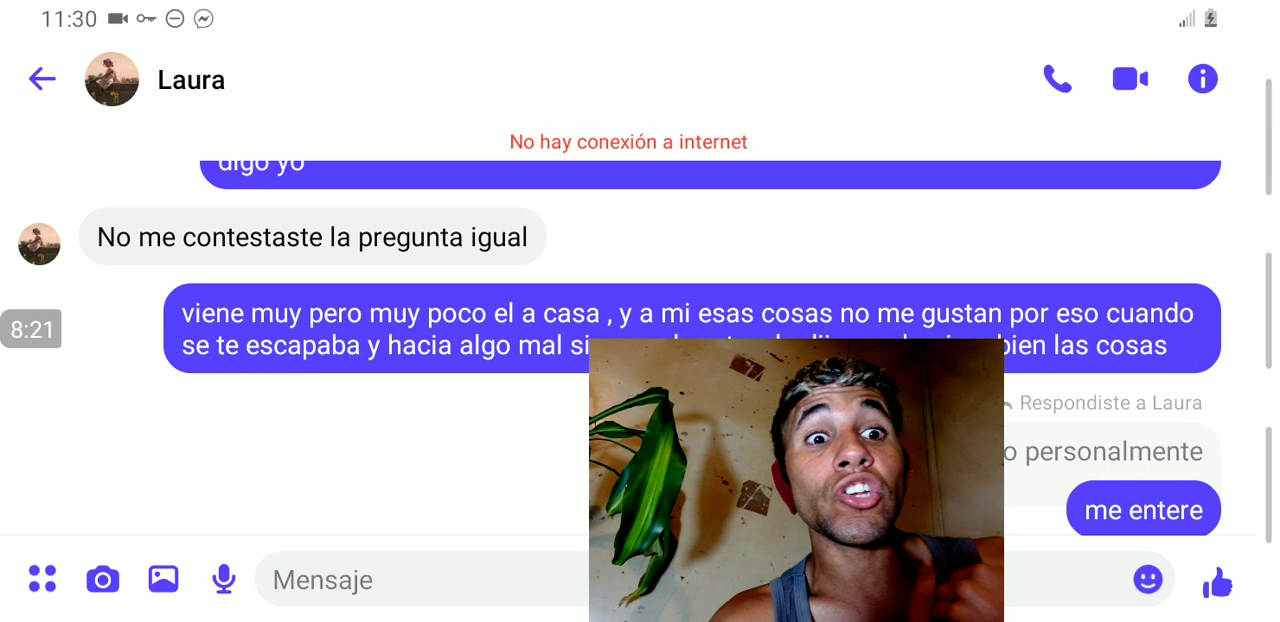 11:30
Laura
No hay conexión a internet
digo yo
No me contestaste la pregunta igual
viene muy pero muy poco el a casa , y a mi esas cosas no me gustan por eso cuando
8:21
se te escapaba y hacia algo mal bien las cosas
Respondiste a Laura
personalmente
me entere
Mensaje